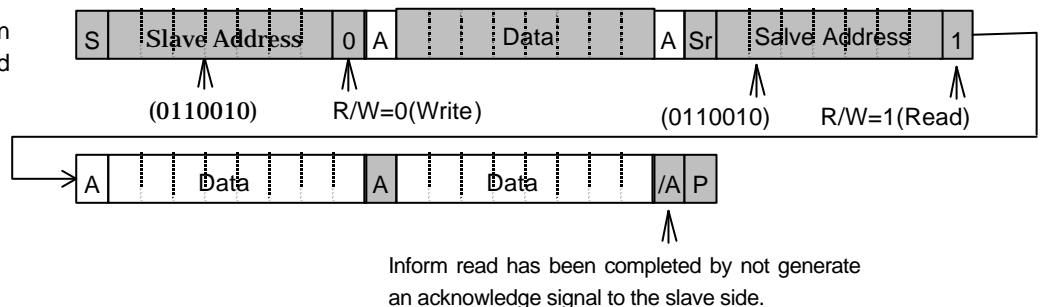 n
d
S Slave Address 0 A Data A Sr Salve Address 1
(0110010) R/W=0(Write) (0110010) R/W=1(Read)
A Data A Data /A P
Inform read has been completed by not generate
an acknowledge signal to the slave side.